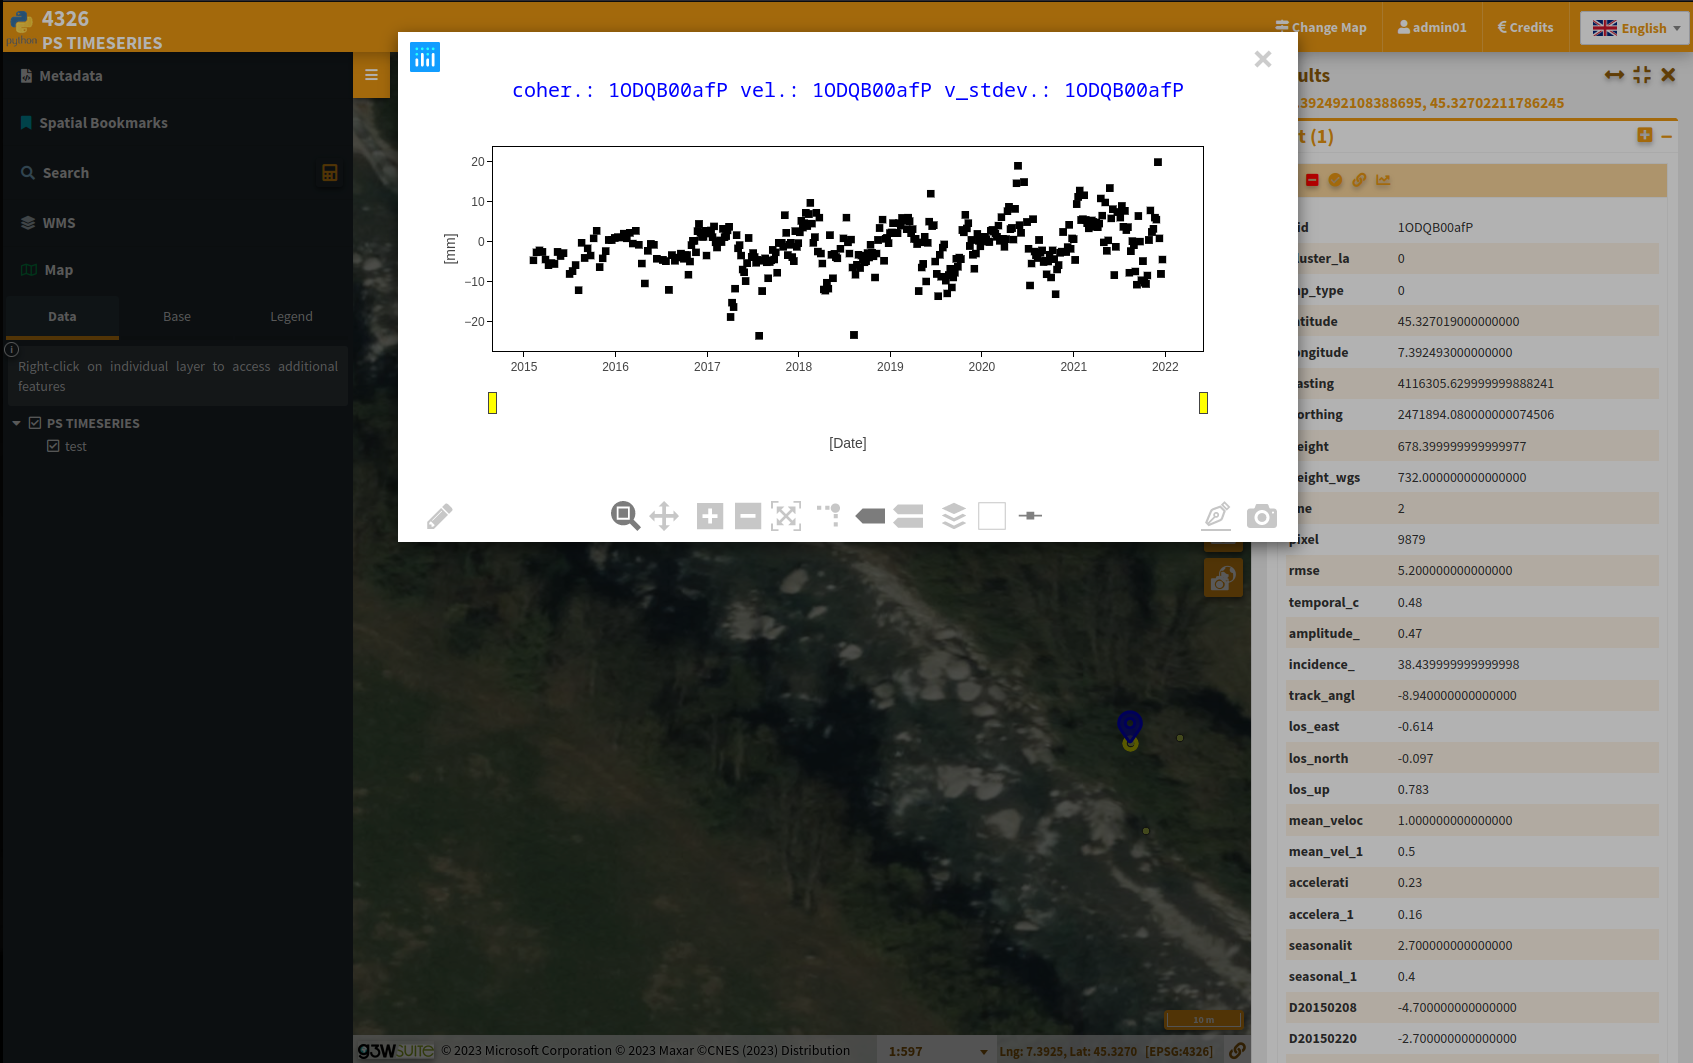 4326
python
PS TIMESERIES
Change Map
admin01
Credits
English
Metadata
Spatial Bookmarks
Search
WMS
Map
Data
Base
Legend
Right-click on individual layer to access additional
features
PS TIMESERIES
test
coher.: 1ODQB00afP vel.: 1ODQB00afP v_stdev.: 1ODQB00afP
20
10
0
−10
−20
[mm]
2015
2016
2017
2018
2019
2020
2021
2022
[Date]
ults
.392492108388695, 45.32702211786245
t (1)
id 1ODQB00afP
luster_la 0
mp_type 0
atitude 45.327019000000000
ongitude 7.392493000000000
asting 4116305.629999999888241
orthing 2471894.080000000074506
eight 678.399999999999977
eight_wgs 732.000000000000000
ne 2
pixel 9879
rmse 5.200000000000000
temporal_c 0.48
amplitude_ 0.47
incidence_ 38.439999999999998
track_angl -8.940000000000000
los_east -0.614
los_north -0.097
los_up 0.783
mean_veloc 1.000000000000000
mean_vel_1 0.5
accelerati 0.23
accelera_1 0.16
seasonalit 2.700000000000000
seasonal_1 0.4
D20150208 -4.700000000000000
D20150220 -2.700000000000000
10 m
g3wsuite © 2023 Microsoft Corporation © 2023 Maxar ©CNES (2023) Distribution
1:597
Lng: 7.3925, Lat: 45.3270 [EPSG:4326]